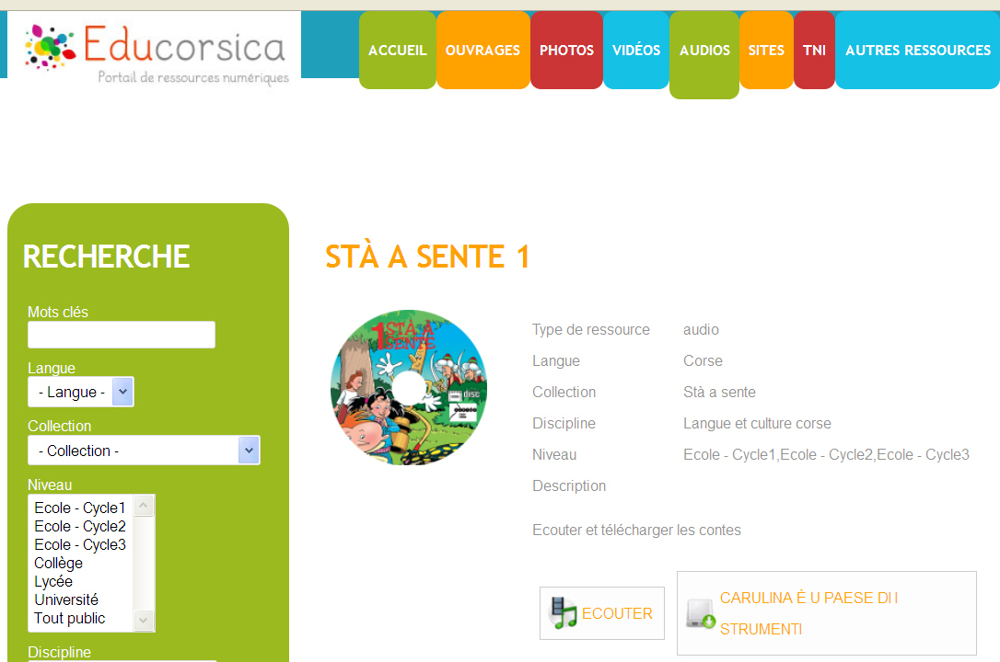 Educorsica
Portail de ressources numériques
ACCUEIL
OUVRAGES
PHOTOS
VIDÉOS
AUDIOS
SITES
TNI
AUTRES RESSOURCES
RECHERCHE
Mots clés
Langue
- Langue -
Collection
- Collection -
Niveau
Ecole - Cycle1
Ecole - Cycle2
Ecole - Cycle3
Collège
Lycée
Université
Tout public
Discipline
STÀ A SENTE 1
1 STÀ À
SENTE
disc
Type de ressource audio
Langue Corse
Collection Stà a sente
Discipline Langue et culture corse
Niveau Ecole - Cycle1,Ecole - Cycle2,Ecole - Cycle3
Description
Ecouter et télécharger les contes
ECOUTER
CARULINA È U PAESE DI I
STRUMENTI